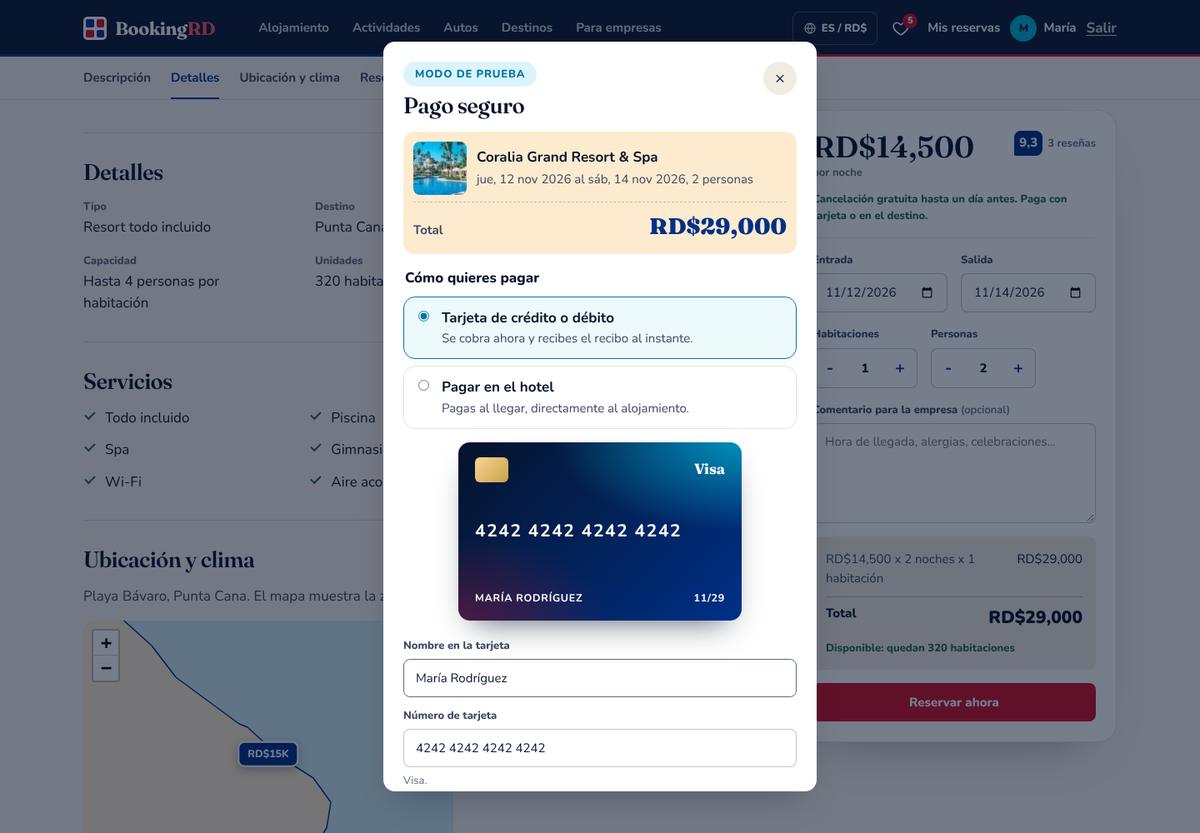 BookingRD
Alojamiento
Actividades
Autos
Destinos
Para empresas
ES / RD$
5
Mis reservas
M
María
Salir
Descripción
Detalles
Ubicación y clima
MODO DE PRUEBA
Pago seguro
Coralia Grand Resort & Spa
jue, 12 nov 2026 al sáb, 14 nov 2026, 2 personas
Total
RD$29,000
Cómo quieres pagar
Tarjeta de crédito o débito
Se cobra ahora y recibes el recibo al instante.
Pagar en el hotel
Pagas al llegar, directamente al alojamiento.
Visa
4242 4242 4242 4242
MARÍA RODRÍGUEZ
11/29
Nombre en la tarjeta
María Rodríguez
Número de tarjeta
4242 4242 4242 4242
Visa.
Detalles
Tipo
Resort todo incluido
Destino
Punta
Capacidad
Hasta 4 personas por
habitación
Unidades
320
Servicios
Todo incluido
Piscina
Spa
Wi-Fi
Aire
Ubicación y clima
Playa Bávaro, Punta Cana. El mapa muestra la
+
−
RD$15K
RD$14,500
por noche
9,3
3 reseñas
Cancelación gratuita hasta un día antes. Paga con
tarjeta o en el destino.
Entrada
Salida
11/12/2026
11/14/2026
Habitaciones
Personas
-
1
+
-
2
+
Comentario para la empresa (opcional)
Hora de llegada, alergias, celebraciones...
RD$14,500 x 2 noches x 1
habitación
RD$29,000
Total
RD$29,000
Disponible: quedan 320 habitaciones
Reservar ahora